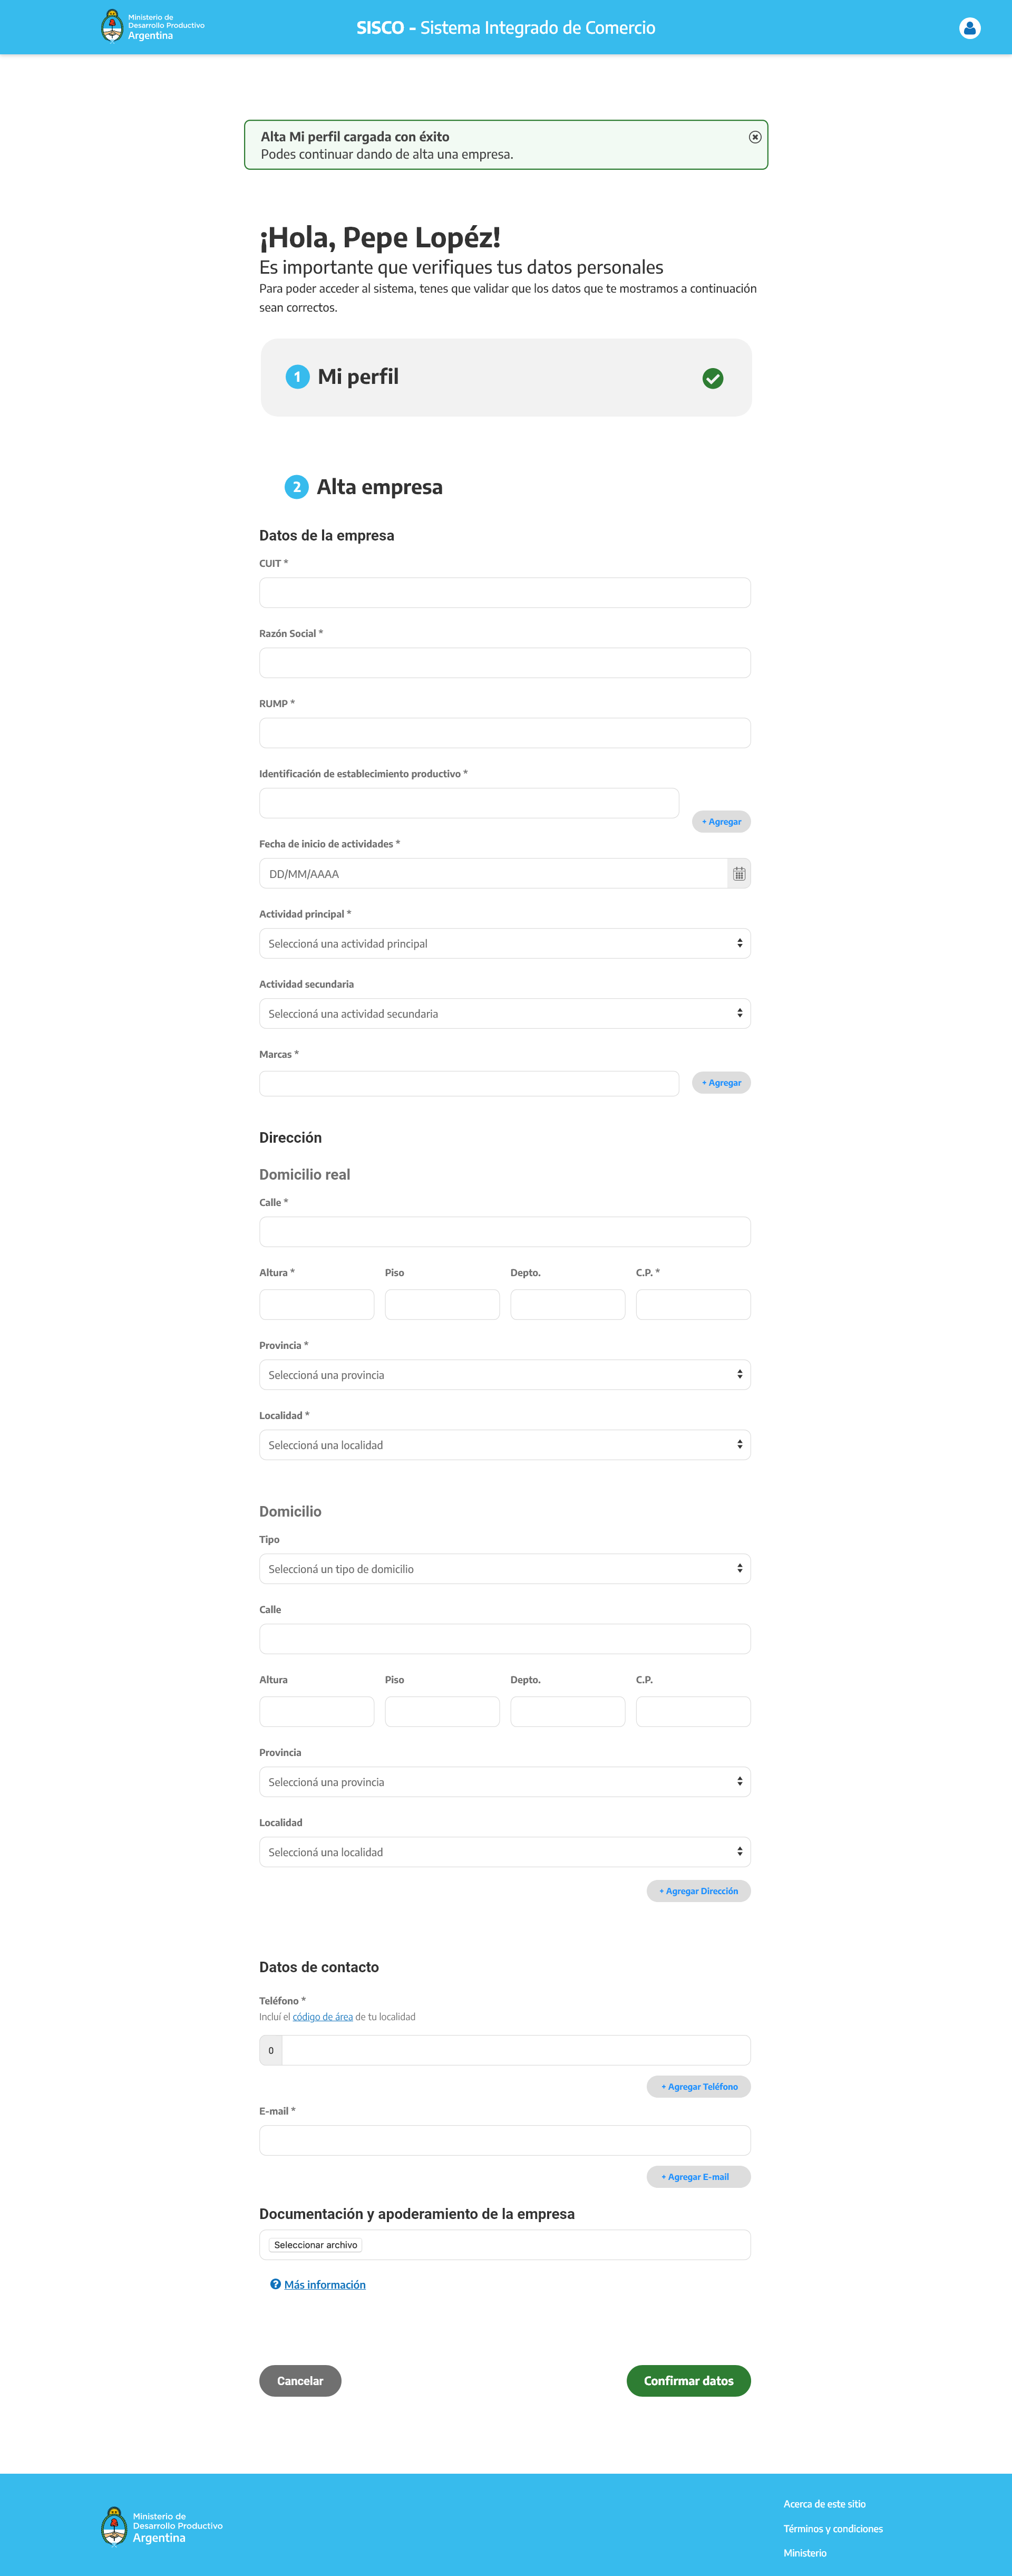 Ministerio de
Desarrollo Productivo
Argentina
SISCO - Sistema Integrado de Comercio
Alta Mi perfil cargada con éxito
Podes continuar dando de alta una empresa.
¡Hola, Pepe Lopéz!
Es importante que verifiques tus datos personales
Para poder acceder al sistema, tenes que validar que los datos que te mostramos a continuación
sean correctos.
1 Mi perfil
2 Alta empresa
Datos de la empresa
CUIT *
Razón Social *
RUMP *
Identificación de establecimiento productivo *
+ Agregar
Fecha de inicio de actividades *
DD/MM/AAAA
Actividad principal *
Seleccioná una actividad principal
Actividad secundaria
Seleccioná una actividad secundaria
Marcas *
+ Agregar
Dirección
Domicilio real
Calle *
Altura * Piso Depto. C.P. *
Provincia *
Seleccioná una provincia
Localidad *
Seleccioná una localidad
Domicilio
Tipo
Seleccioná un tipo de domicilio
Calle
Altura Piso Depto. C.P.
Provincia
Seleccioná una provincia
Localidad
Seleccioná una localidad
+ Agregar Dirección
Datos de contacto
Teléfono *
Incluí el código de área de tu localidad
0
+ Agregar Teléfono
E-mail *
+ Agregar E-mail
Documentación y apoderamiento de la empresa
Seleccionar archivo
Más información
Cancelar Confirmar datos
Ministerio de
Desarrollo Productivo
Argentina
Acerca de este sitio
Términos y condiciones
Ministerio